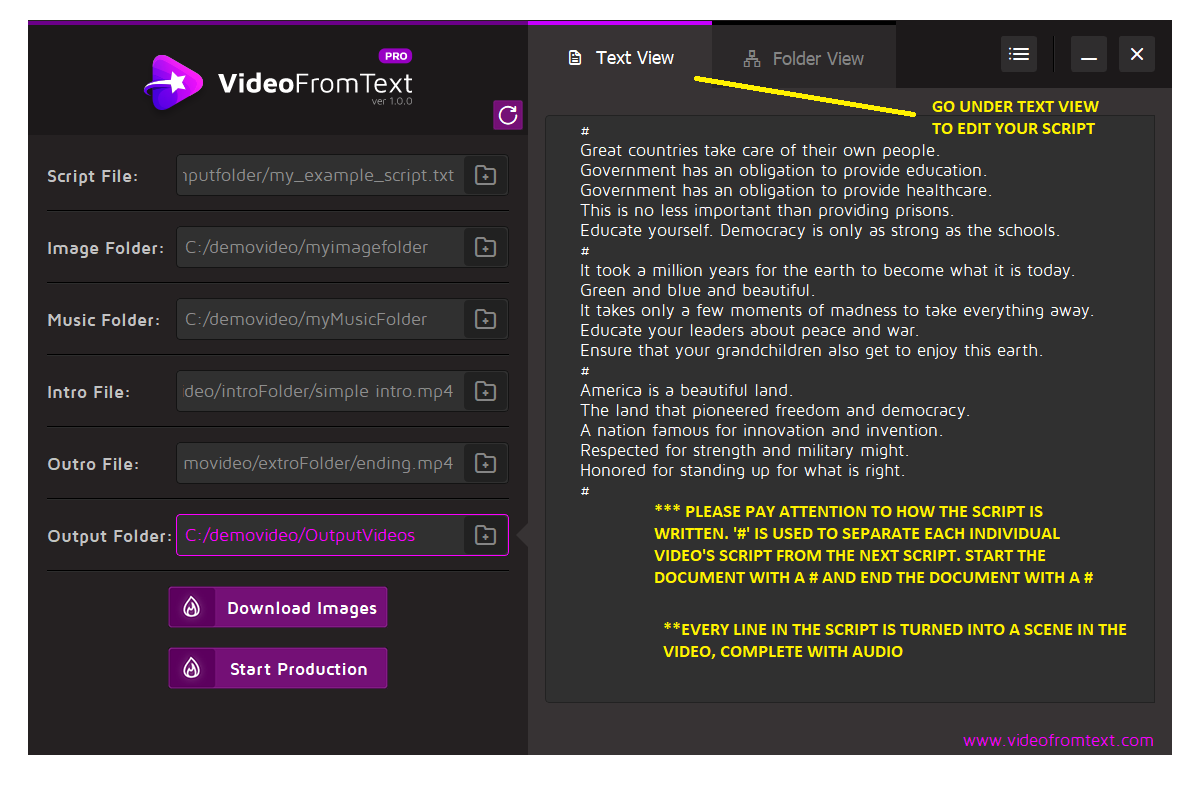 PRO
VideoFromText
ver 1.0.0
Script File:
nputfolder/my_example_script.txt
Image Folder:
C:/demovideo/myimagefolder
Music Folder:
C:/demovideo/myMusicFolder
Intro File:
deo/introFolder/simple intro.mp4
Outro File:
movideo/extroFolder/ending.mp4
Output Folder:
C:/demovideo/OutputVideos
Download Images
Start Production
Text View
Folder View
GO UNDER TEXT VIEW
TO EDIT YOUR SCRIPT
#
Great countries take care of their own people.
Government has an obligation to provide education.
Government has an obligation to provide healthcare.
This is no less important than providing prisons.
Educate yourself. Democracy is only as strong as the schools.
#
It took a million years for the earth to become what it is today.
Green and blue and beautiful.
It takes only a few moments of madness to take everything away.
Educate your leaders about peace and war.
Ensure that your grandchildren also get to enjoy this earth.
#
America is a beautiful land.
The land that pioneered freedom and democracy.
A nation famous for innovation and invention.
Respected for strength and military might.
Honored for standing up for what is right.
#
*** PLEASE PAY ATTENTION TO HOW THE SCRIPT IS
WRITTEN. '#' IS USED TO SEPARATE EACH INDIVIDUAL
VIDEO'S SCRIPT FROM THE NEXT SCRIPT. START THE
DOCUMENT WITH A # AND END THE DOCUMENT WITH A #
**EVERY LINE IN THE SCRIPT IS TURNED INTO A SCENE IN THE
VIDEO, COMPLETE WITH AUDIO
www.videofromtext.com